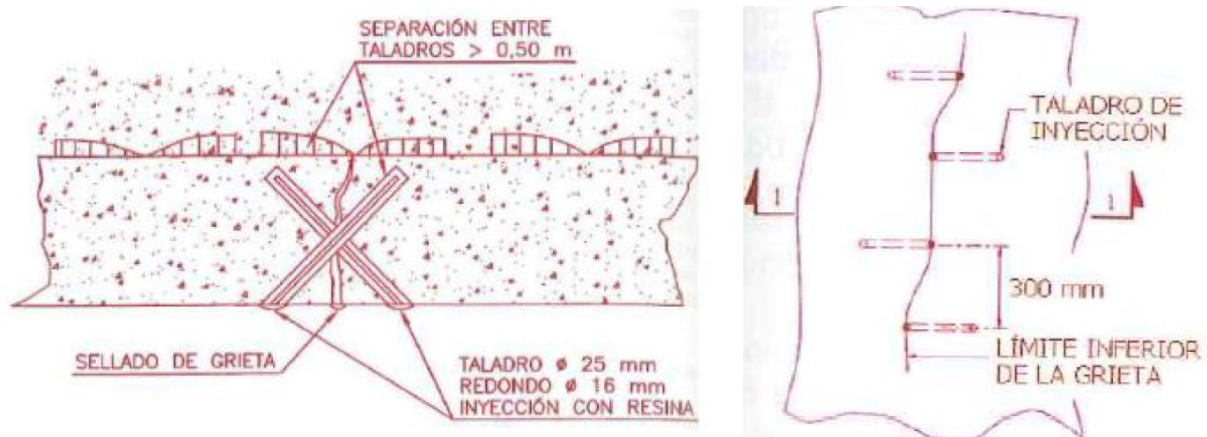 SEPARACIÓN ENTRE
TALADROS > 0,50 m
SELLADO DE GRIETA
TALADRO ø 25 mm
REDONDO ø 16 mm
INYECCIÓN CON RESINA
TALADRO DE
INYECCIÓN
1
1
300 mm
LÍMITE INFERIOR
DE LA GRIETA